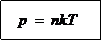 p = nkT